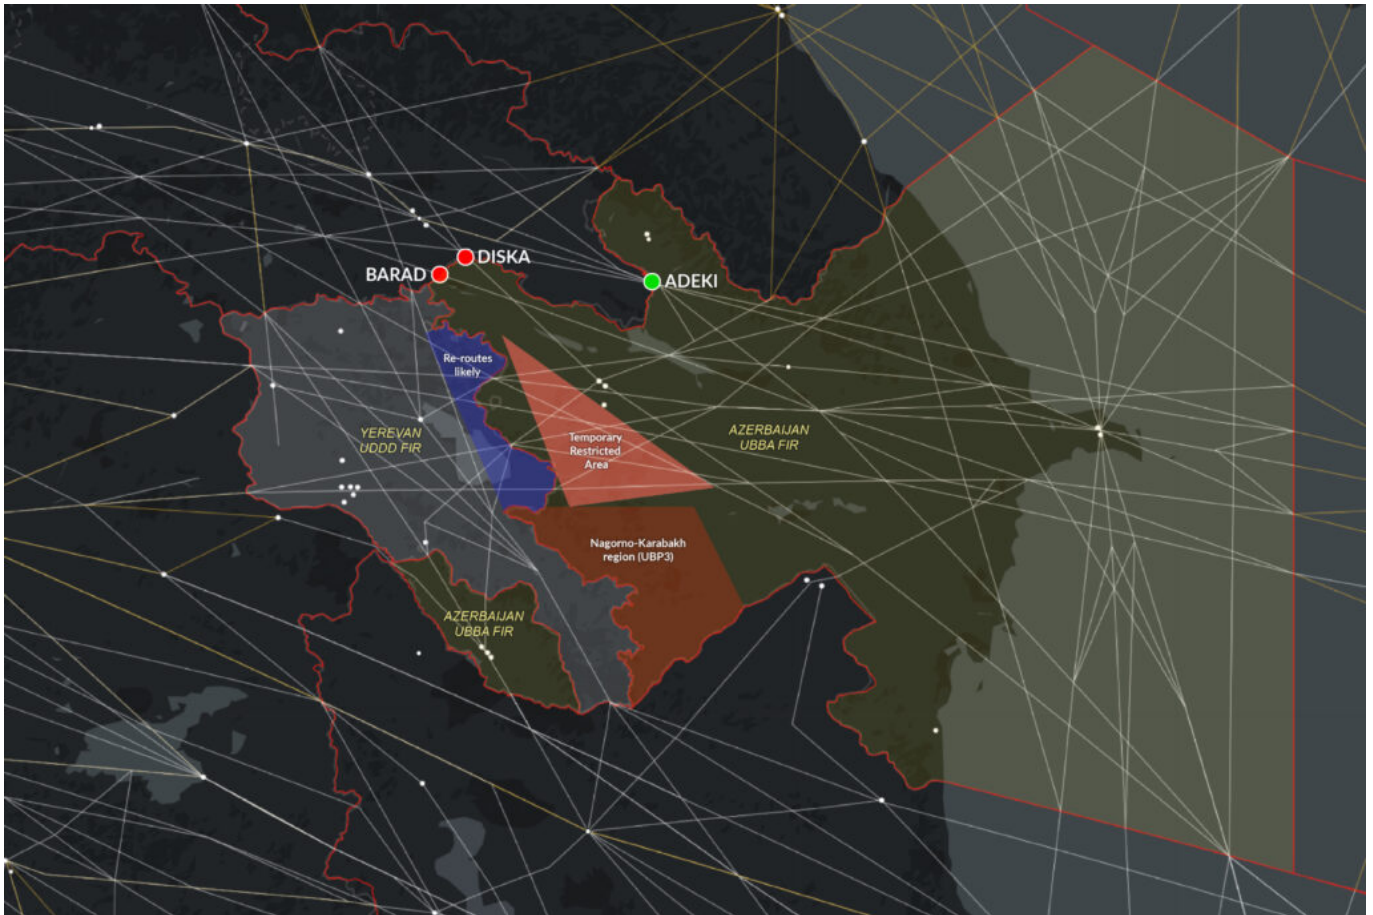 DISKA
BARAD
ADEKI
Re-routes
likely
YEREVAN
UDDD FIR
Temporary
Restricted
Area
AZERBAIJAN
UBBA FIR
Nagorno-Karabakh
region (UBP3)
AZERBAIJAN
UBBA FIR